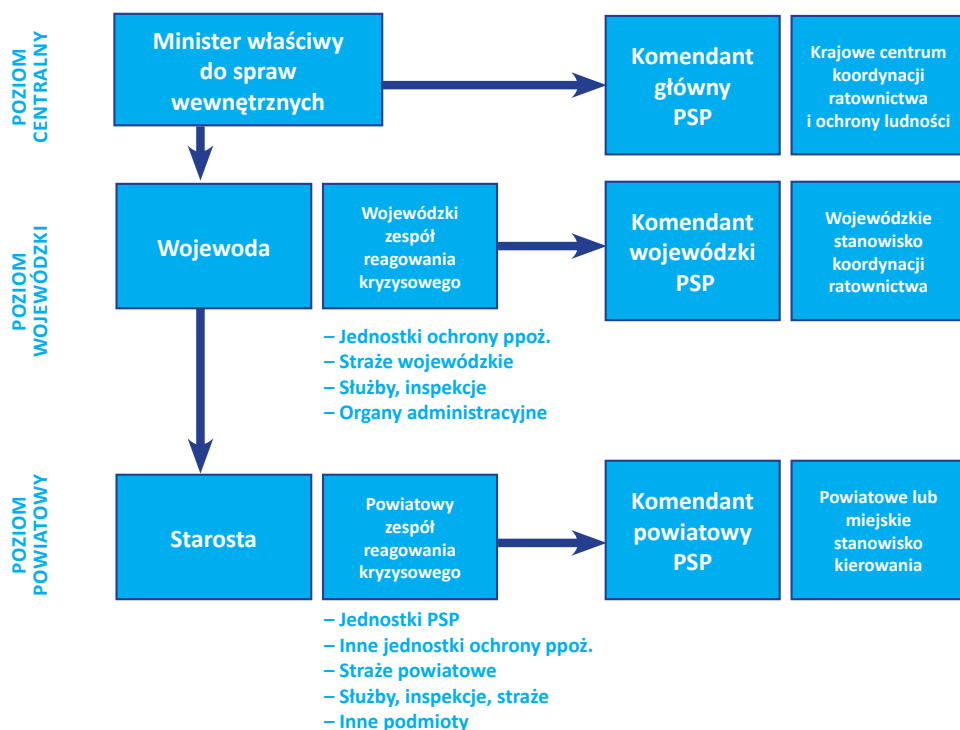 POZIOM
CENTRALNY
Minister właściwy
do spraw
wewnętrznych
Komendant
główny
PSP
Krajowe centrum
koordynacji
ratownictwa
i ochrony ludności
POZIOM
WOJEWÓDZKI
Wojewoda
Wojewódzki
zespół
reagowania
kryzysowego
Komendant
wojewódzki
PSP
Wojewódzkie
stanowisko
koordynacji
ratownictwa
– Jednostki ochrony ppoż.
– Straże wojewódzkie
– Służby, inspekcje
– Organy administracyjne
POZIOM
POWIATOWY
Starosta
Powiatowy
zespół
reagowania
kryzysowego
Komendant
powiatowy
PSP
Powiatowe lub
miejskie
stanowisko
kierowania
– Jednostki PSP
– Inne jednostki ochrony ppoż.
– Straże powiatowe
– Służby, inspekcje, straże
– Inne podmioty